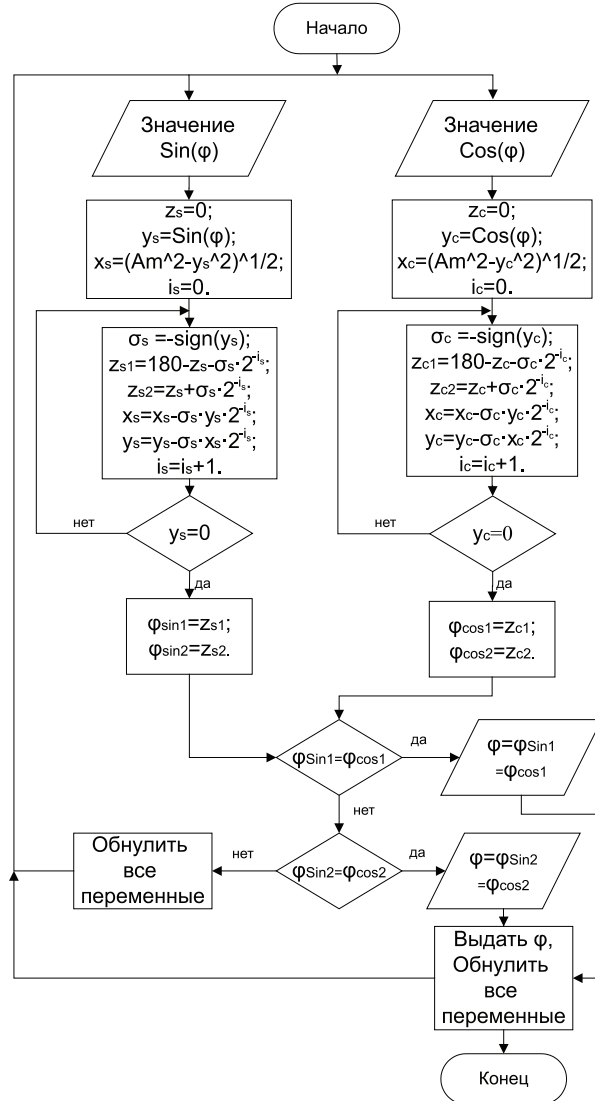 Начало
Значение
Sin(φ)
Значение
Cos(φ)
zs=0;
ys=Sin(φ);
xs=(Am^2-ys^2)^1/2;
is=0.
zc=0;
yc=Cos(φ);
xc=(Am^2-yc^2)^1/2;
ic=0.
σs =-sign(ys);
zs1=180-zs-σs·2^-is;
zs2=zs+σs·2^-is;
xs=xs-σs·ys·2^-is;
ys=ys-σs·xs·2^-is;
is=is+1.
σc =-sign(yc);
zc1=180-zc-σc·2^-ic;
zc2=zc+σc·2^-ic;
xc=xc-σc·yc·2^-ic;
yc=yc-σc·xc·2^-ic;
ic=ic+1.
нет
ys=0
да
нет
yc=0
да
φsin1=zs1;
φsin2=zs2.
φcos1=zc1;
φcos2=zc2.
φSin1=φcos1
да
φ=φSin1
=φcos1
нет
Обнулить
все
переменные
нет
φSin2=φcos2
да
φ=φSin2
=φcos2
Выдать φ,
Обнулить
все
переменные
Конец